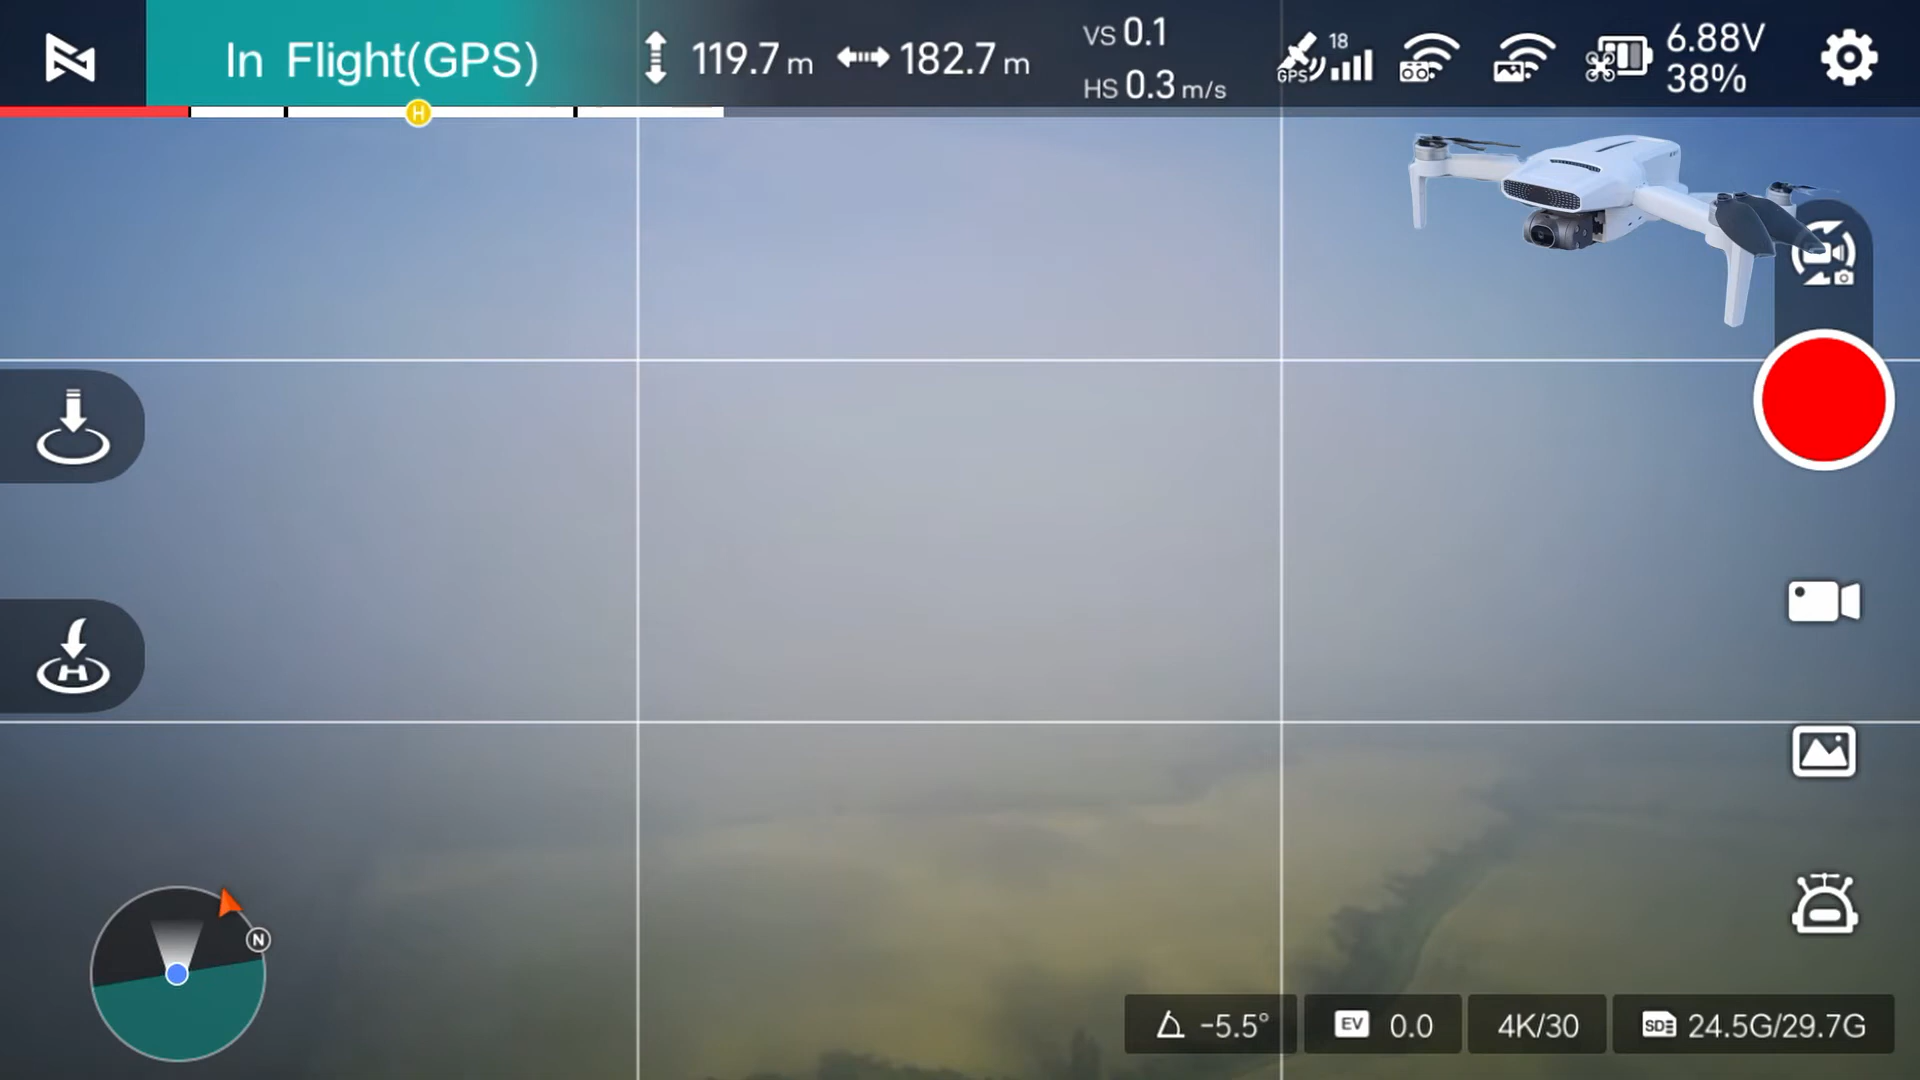 In Flight(GPS)
119.7 m
182.7 m
VS 0.1
HS 0.3 m/s
GPS
18
6.88V
38%
H
H
N
-5.5°
EV 0.0
4K/30
SD 24.5G/29.7G